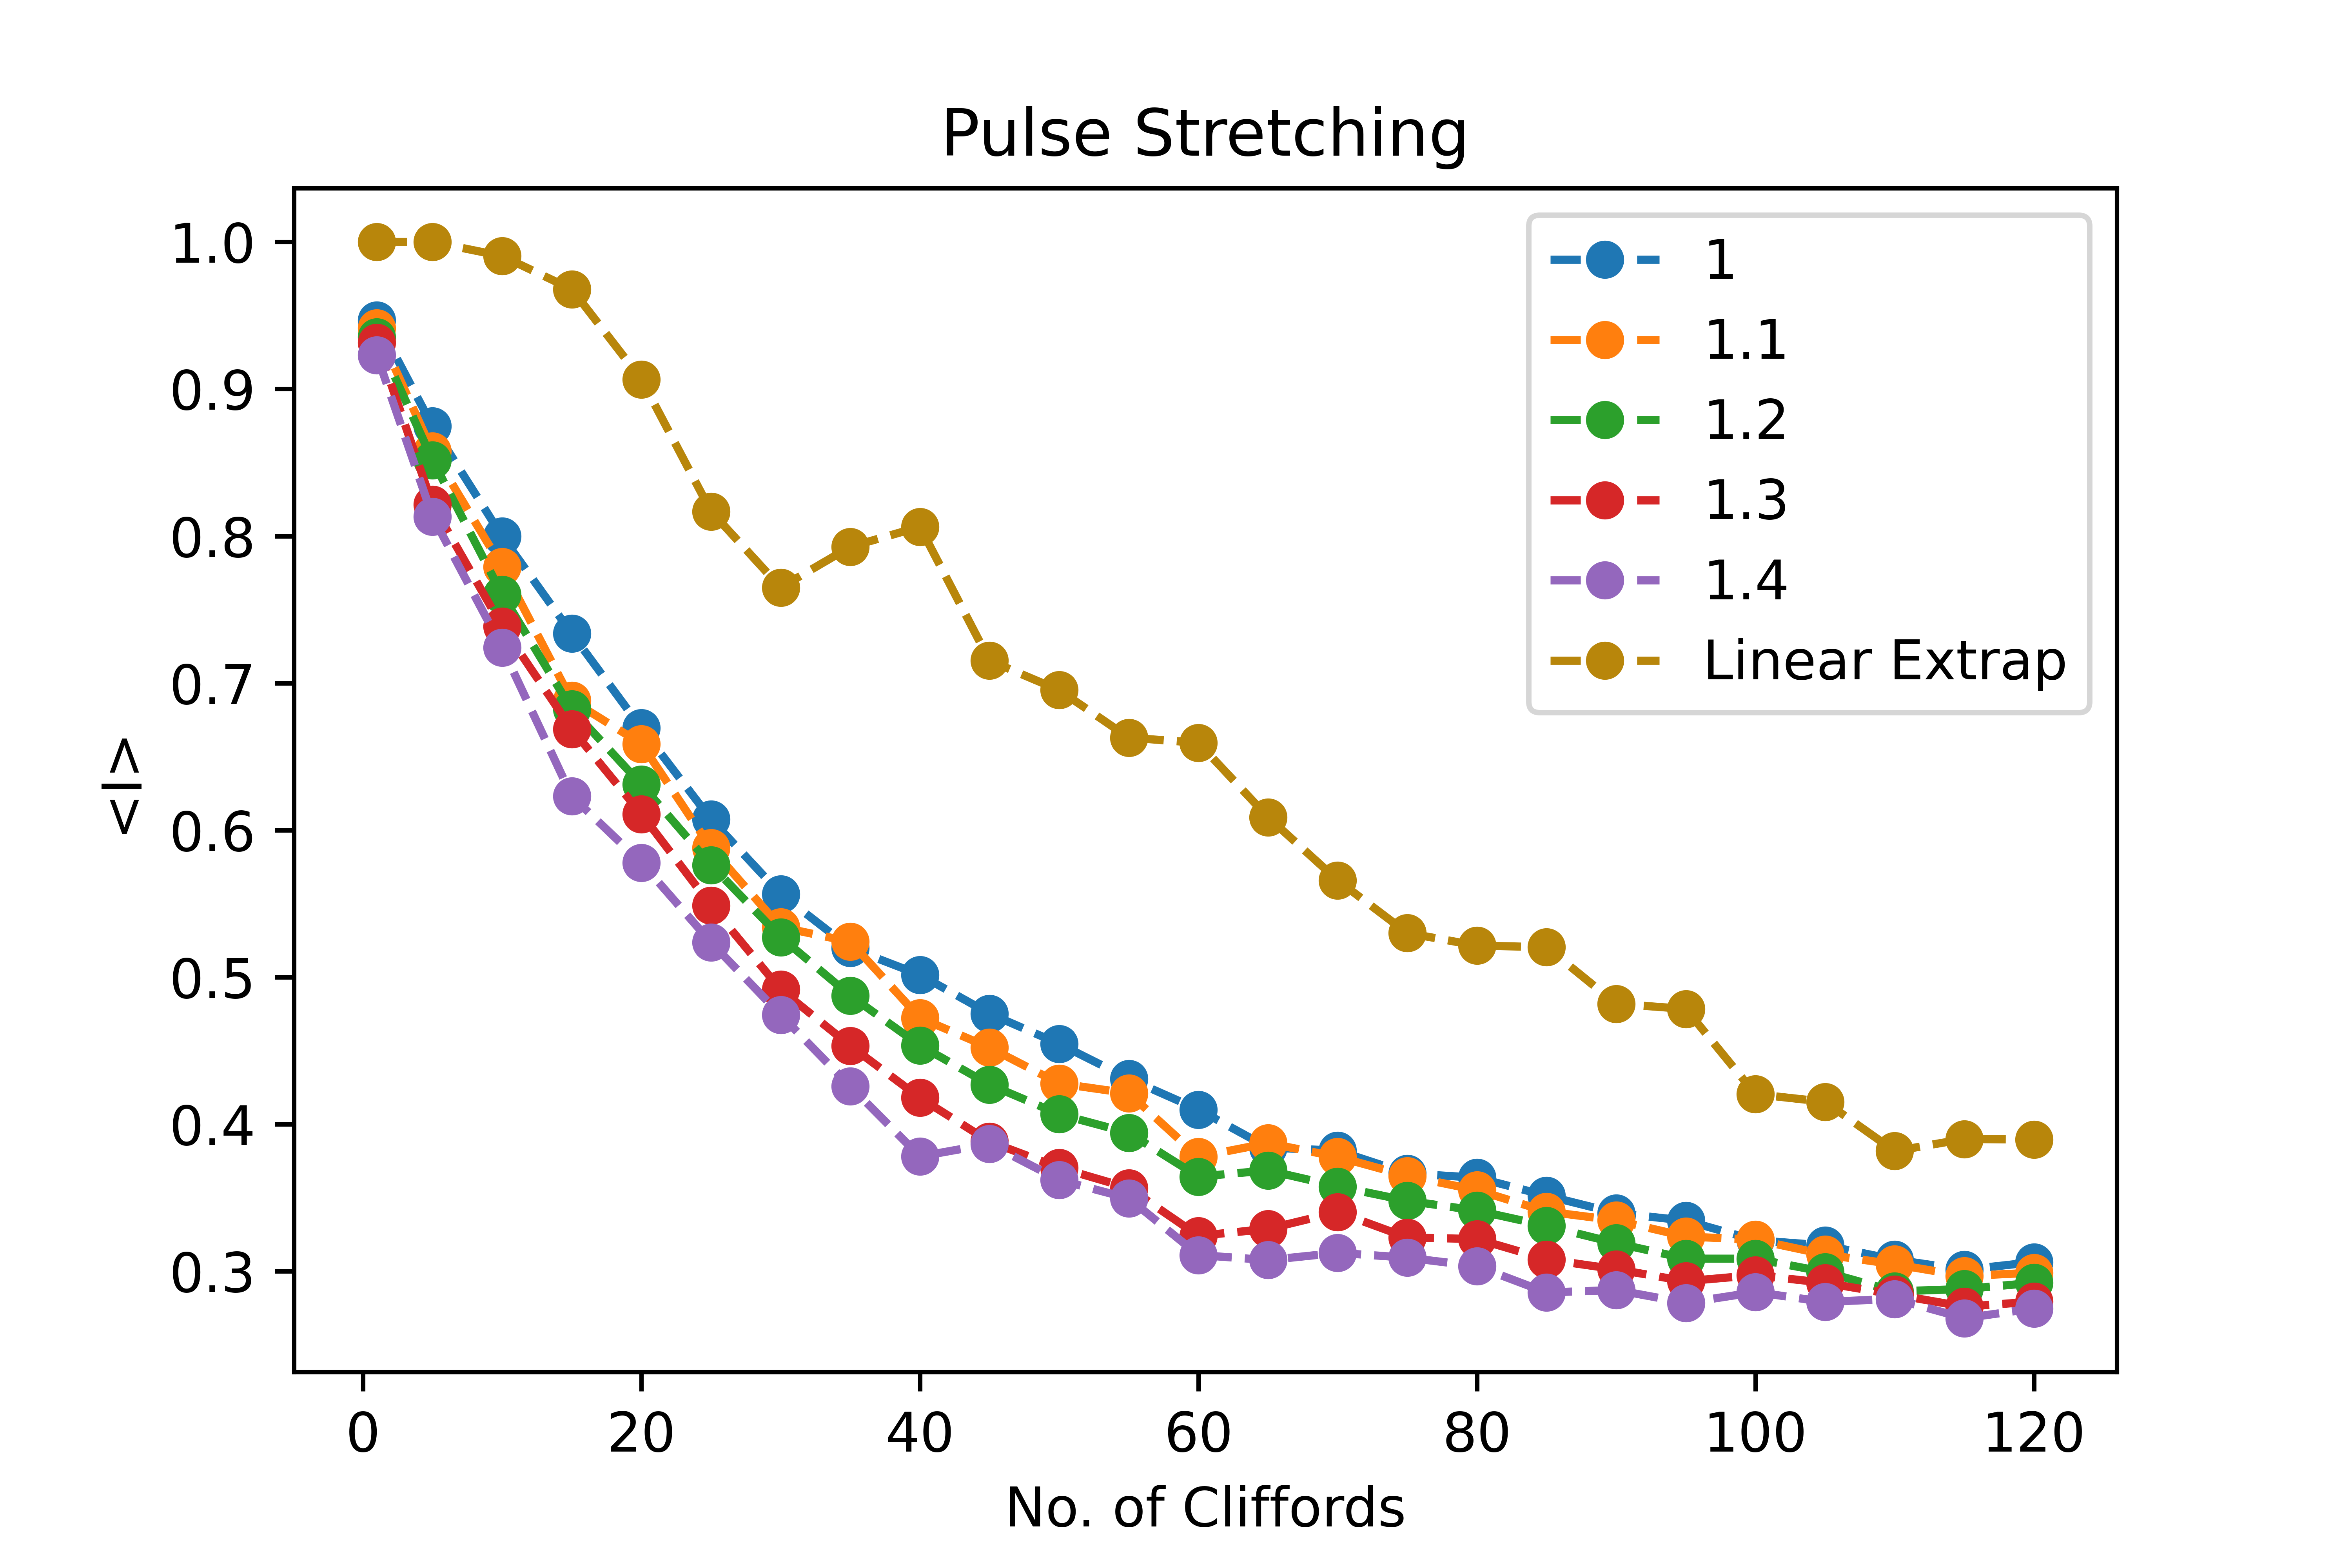 Pulse Stretching
1.0
0.9
0.8
0.7
0.6
0.5
0.4
0.3
<I>
1
1.1
1.2
1.3
1.4
Linear Extrap
0 20 40 60 80 100 120
No. of Cliffords